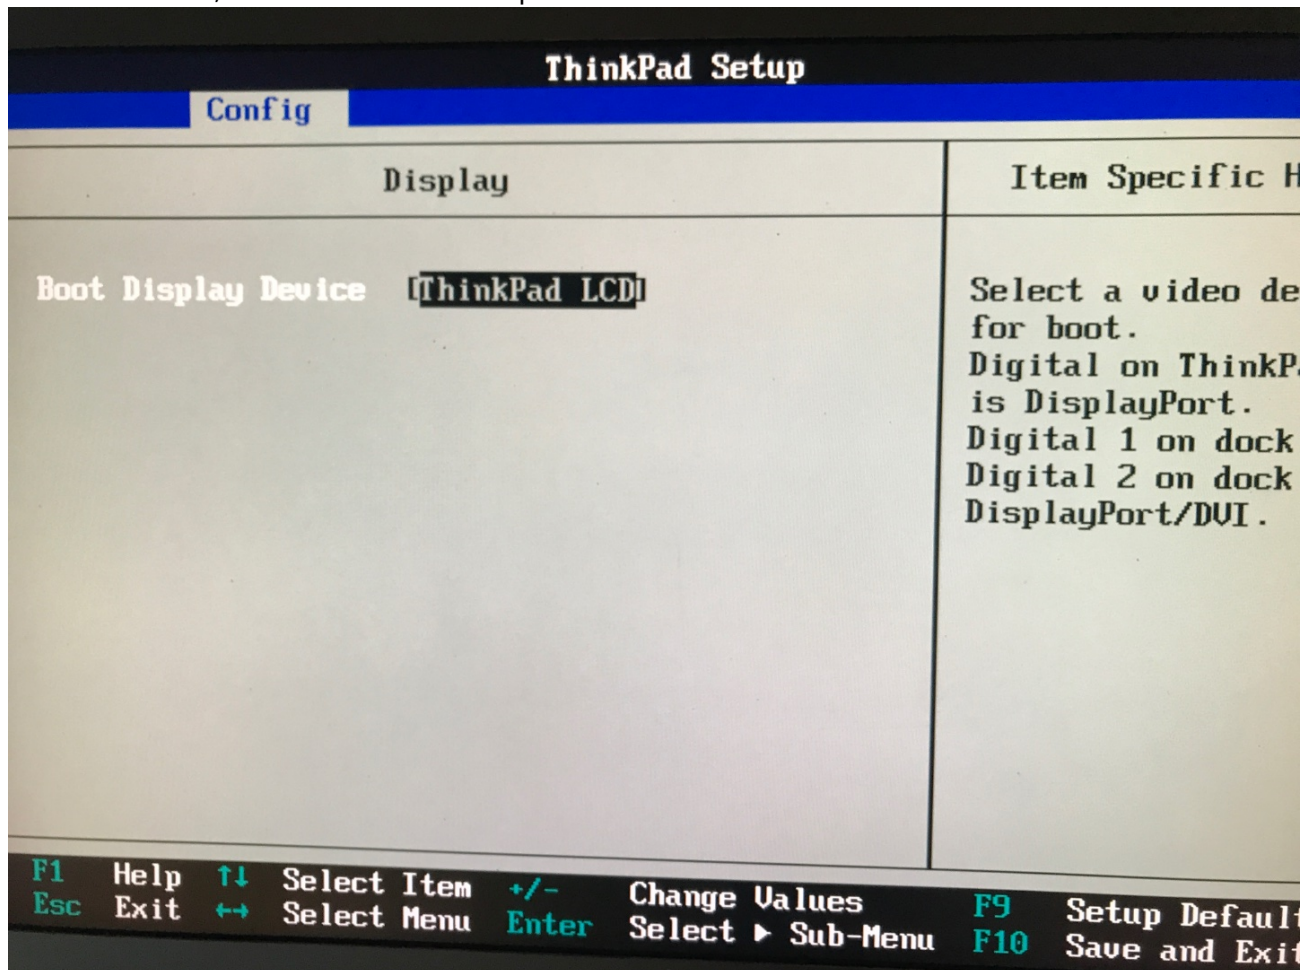 ThinkPad Setup
Config
Display
Item Specific H
Boot Display Device [ThinkPad LCD]
Select a video de
for boot.
Digital on ThinkP
is DisplayPort.
Digital 1 on dock
Digital 2 on dock
DisplayPort/DVI.
F1 Help ↑↓ Select Item +/- Change Values F9 Setup Default
Esc Exit ←→ Select Menu Enter Select ▶ Sub-Menu F10 Save and Exit